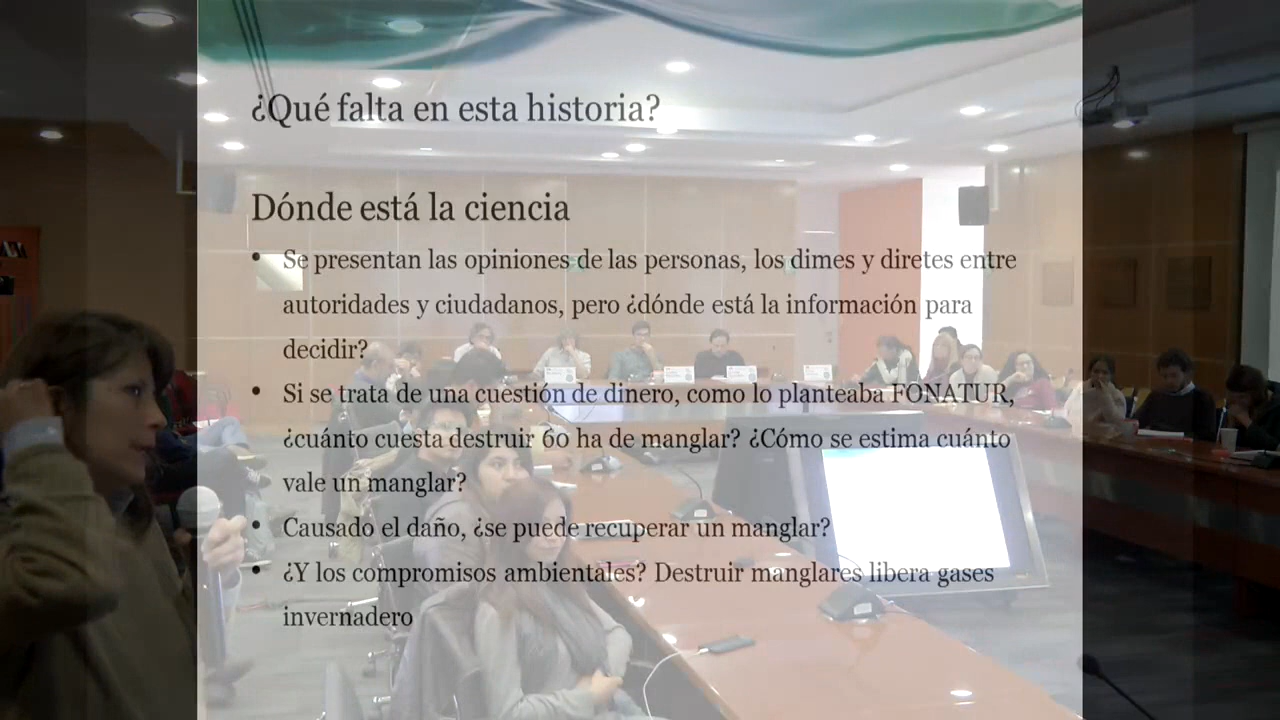 ¿Qué falta en esta historia?
Dónde está la ciencia
• Se presentan las opiniones de las personas, los dimes y diretes entre
autoridades y ciudadanos, pero ¿dónde está la información para
decidir?
• Si se trata de una cuestión de dinero, como lo planteaba FONATUR,
¿cuánto cuesta destruir 60 ha de manglar? ¿Cómo se estima cuánto
vale un manglar?
• Causado el daño, ¿se puede recuperar un manglar?
• ¿Y los compromisos ambientales? Destruir manglares libera gases
invernadero